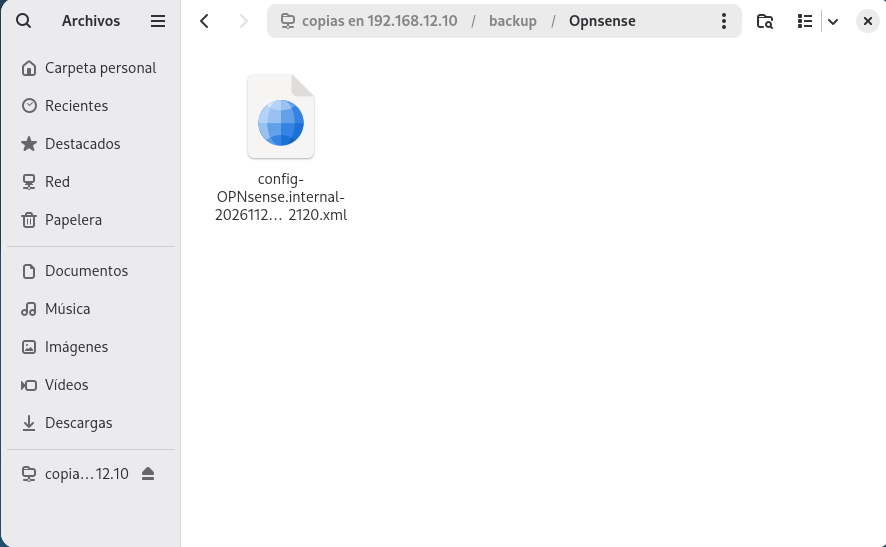 Archivos
copias en 192.168.12.10 / backup / Opnsense
Carpeta personal
Recientes
Destacados
Red
Papelera
Documentos
Música
Imágenes
Vídeos
Descargas
copia…12.10
config-
OPNsense.internal-
2026112… 2120.xml